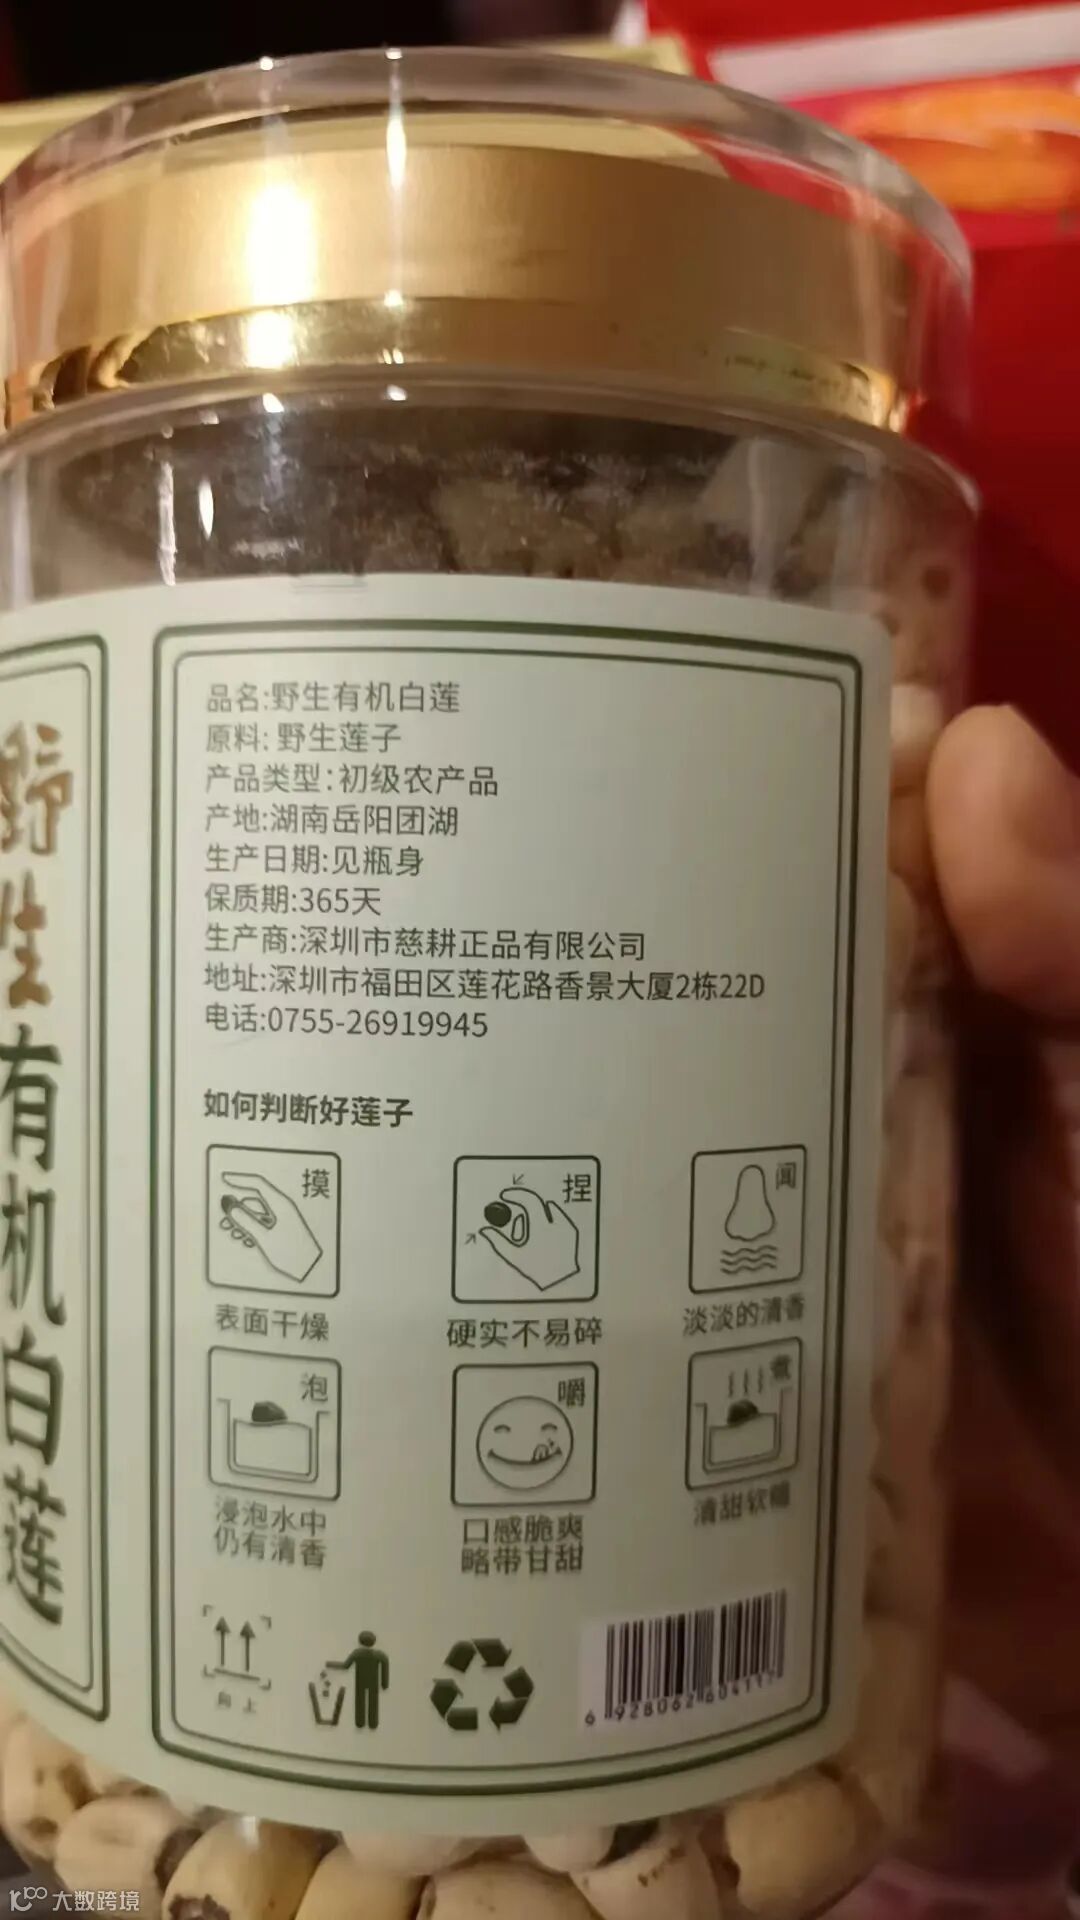 野生有机白莲
品名:野生有机白莲
原料:野生莲子
产品类型:初级农产品
产地:湖南岳阳团湖
生产日期:见瓶身
保质期:365天
生产商:深圳市慈耕正品有限公司
地址:深圳市福田区莲花路香景大厦2栋22D
电话:0755-26919945
如何判断好莲子
摸
捏
闻
表面干燥
硬实不易碎
淡淡的清香
泡
嚼
煮
浸泡水中
仍有清香
口感脆爽
略带甘甜
清甜软糯
向上
6 928062
大数跨境